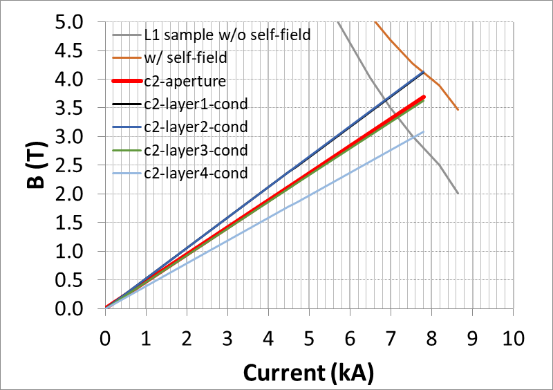 5.0
4.5
4.0
3.5
3.0
2.5
2.0
1.5
1.0
0.5
0.0
B (T)
L1 sample w/o self-field
w/ self-field
c2-aperture
c2-layer1-cond
c2-layer2-cond
c2-layer3-cond
c2-layer4-cond
0 1 2 3 4 5 6 7 8 9 10
Current (kA)